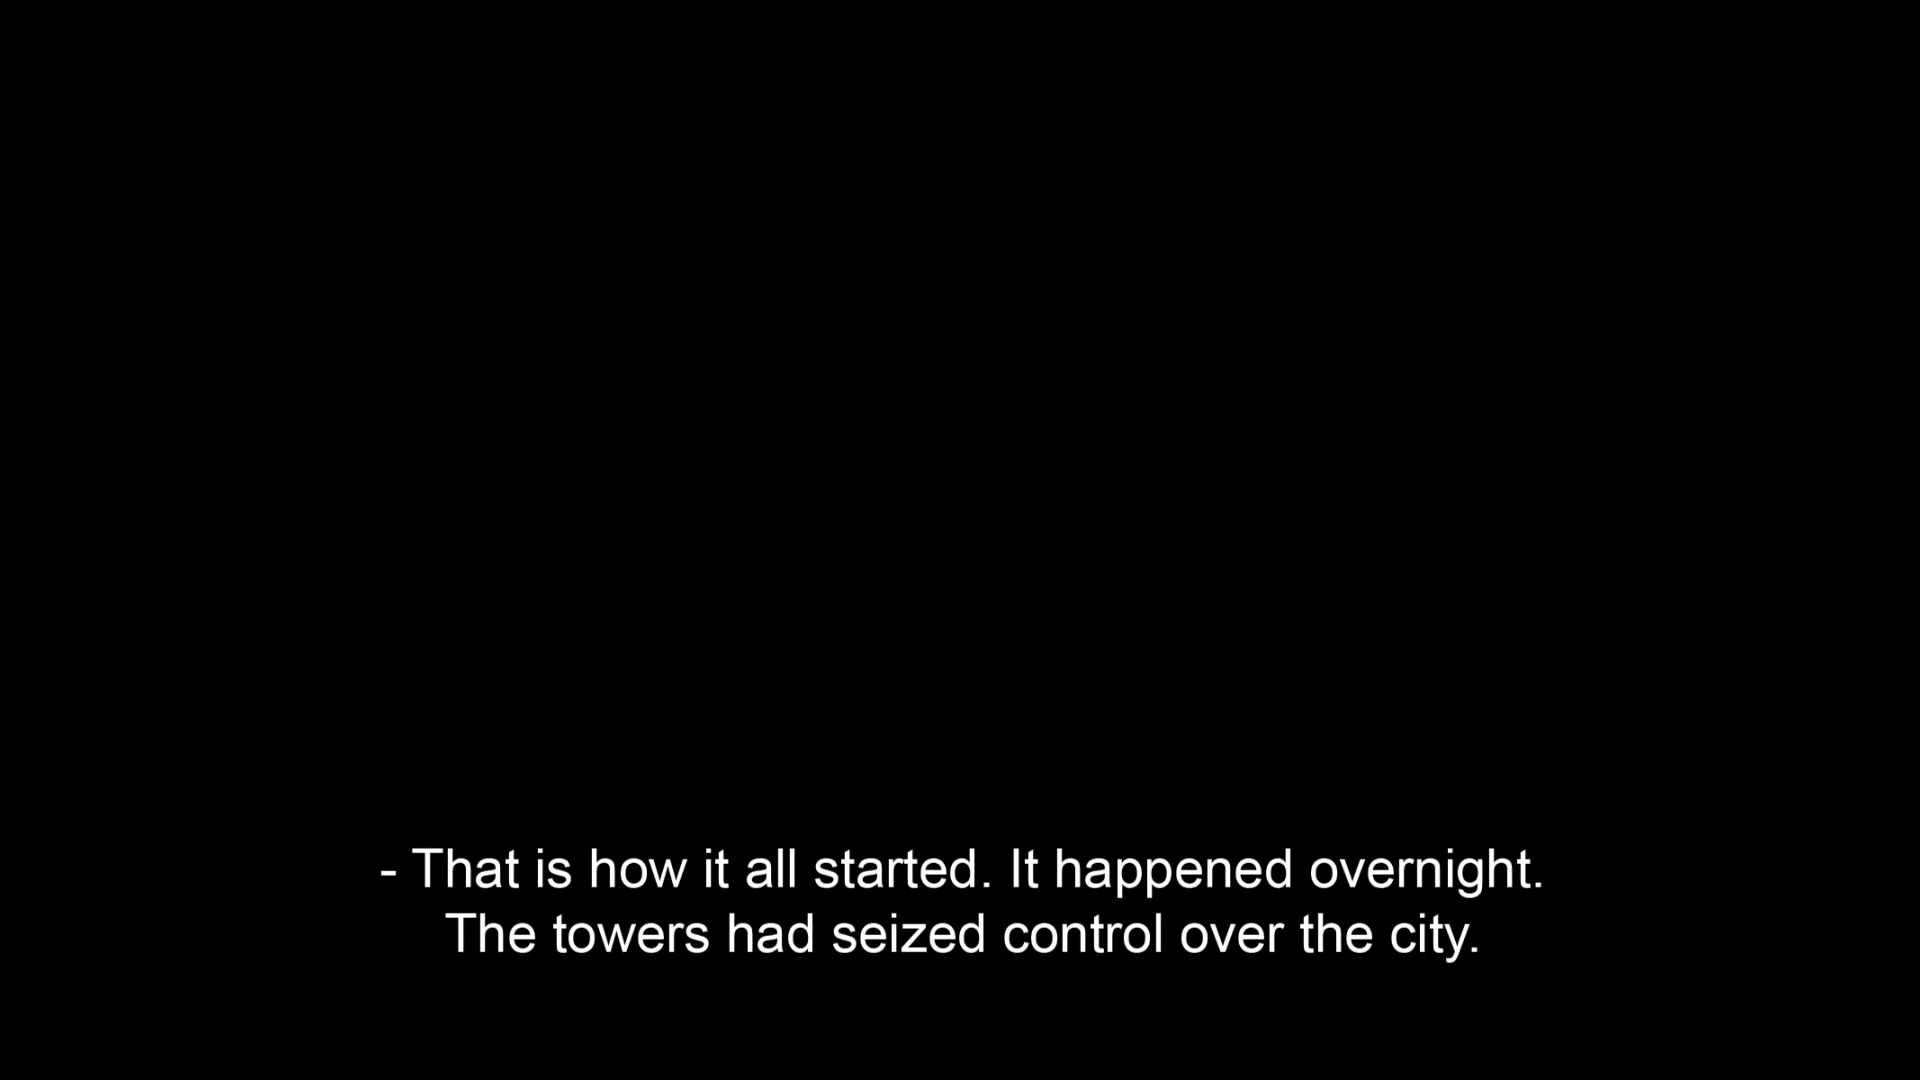 - That is how it all started. It happened overnight.
The towers had seized control over the city.